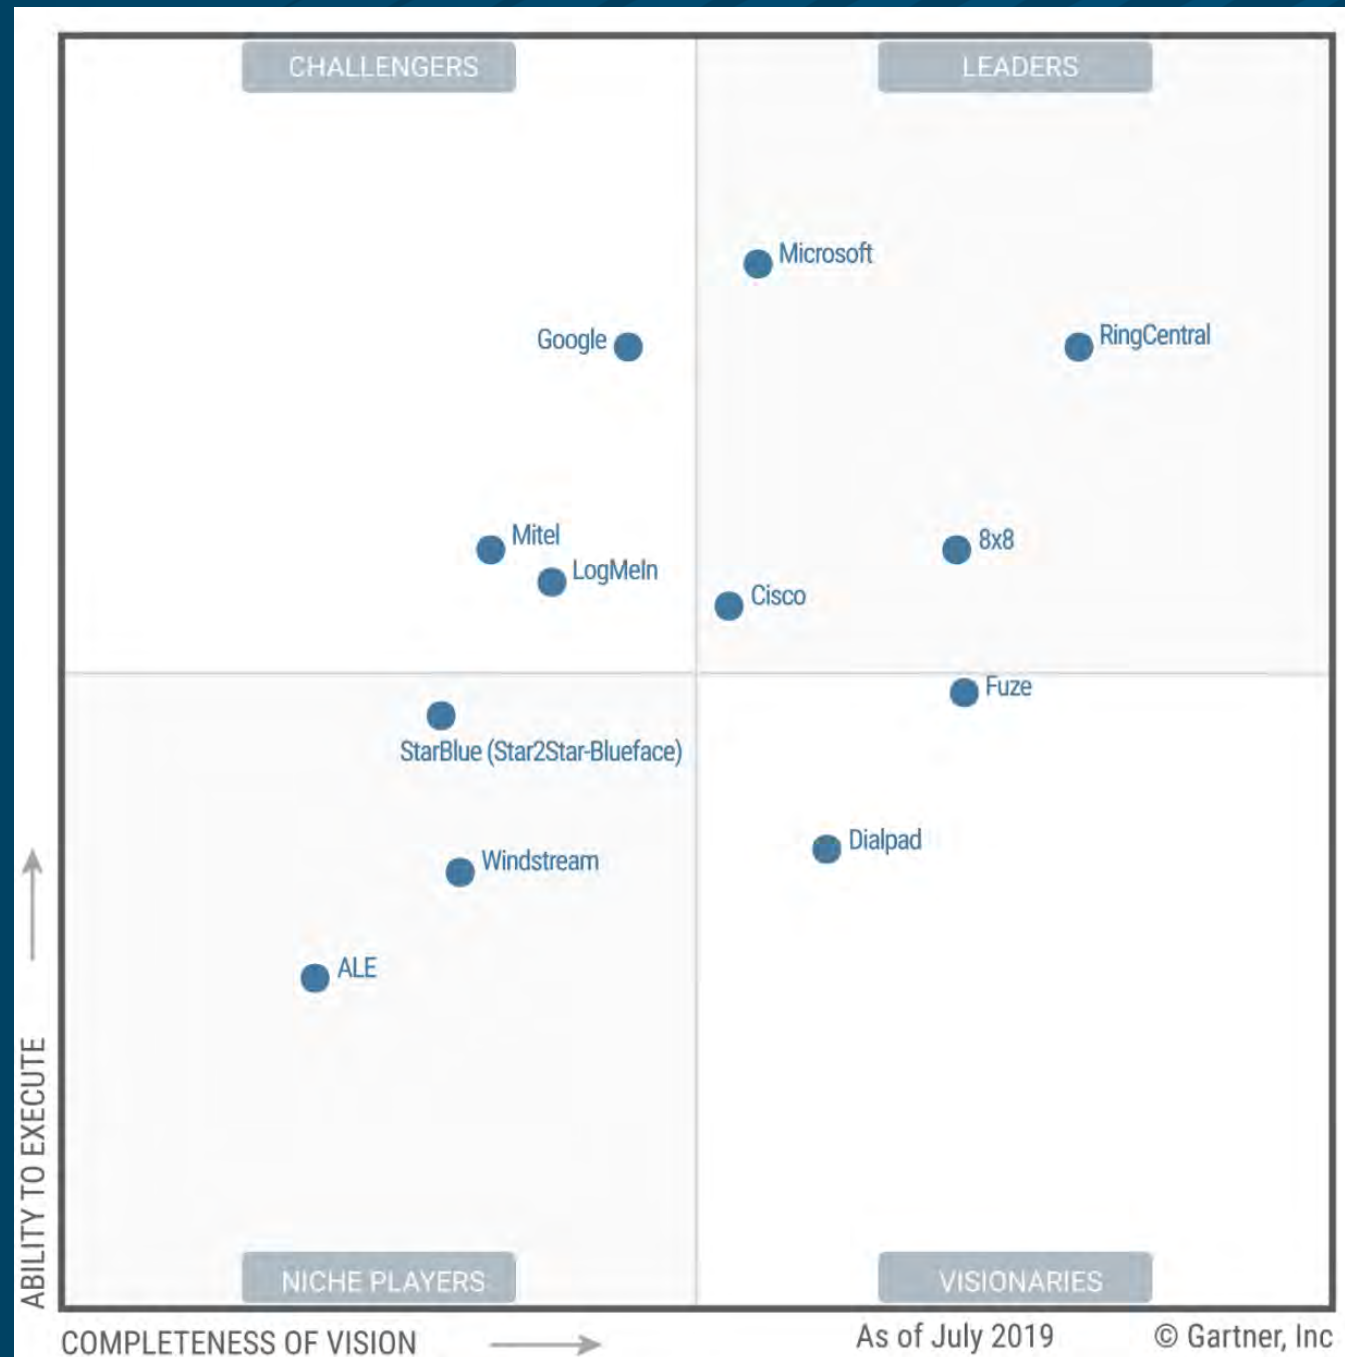 CHALLENGERS
LEADERS
Microsoft
Google
RingCentral
Mitel
8x8
LogMeIn
Cisco
Fuze
StarBlue (Star2Star-Blueface)
Dialpad
Windstream
ALE
ABILITY TO EXECUTE
NICHE PLAYERS
VISIONARIES
COMPLETENESS OF VISION
As of July 2019
© Gartner, Inc